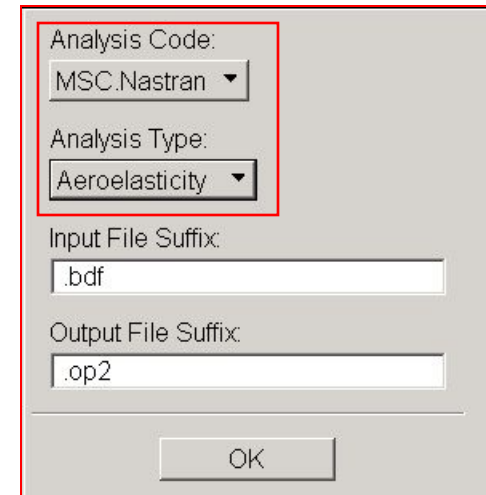 Analysis Code:
MSC.Nastran
Analysis Type:
Aeroelasticity
Input File Suffix:
.bdf
Output File Suffix:
.op2
OK